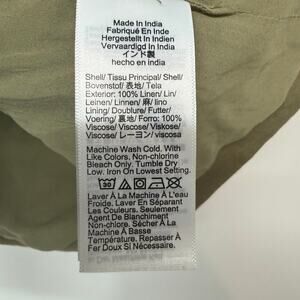 Made In India
Fabriqué En Inde
Hergestellt In Indien
Vervaardigd In India
インド製
hecho en india
Shell/ Tissu Principal/ Shell/
Bovenstof/ 表地/ Tela
Exterior: 100% Linen/ Lin/
Leinen/ Linnen/ 麻/ lino
Lining/ Doublure/ Futter/
Voering/ 裏地/ Forro: 100%
Viscose/ Viscose/ Viskose/
Viscose/ レーヨン/ viscosa
Machine Wash Cold. With
Like Colors. Non-chlorine
Bleach Only. Tumble Dry
Low. Iron On Lowest Setting.
30
Laver À La Machine À L'eau
Froide. Laver En Séparant
Les Couleurs. Seulement
Agent De Blanchiment
Non-chlore. Sécher À La
Machine À Basse
Température. Repasser À
Fer Doux Si Nécessaire.